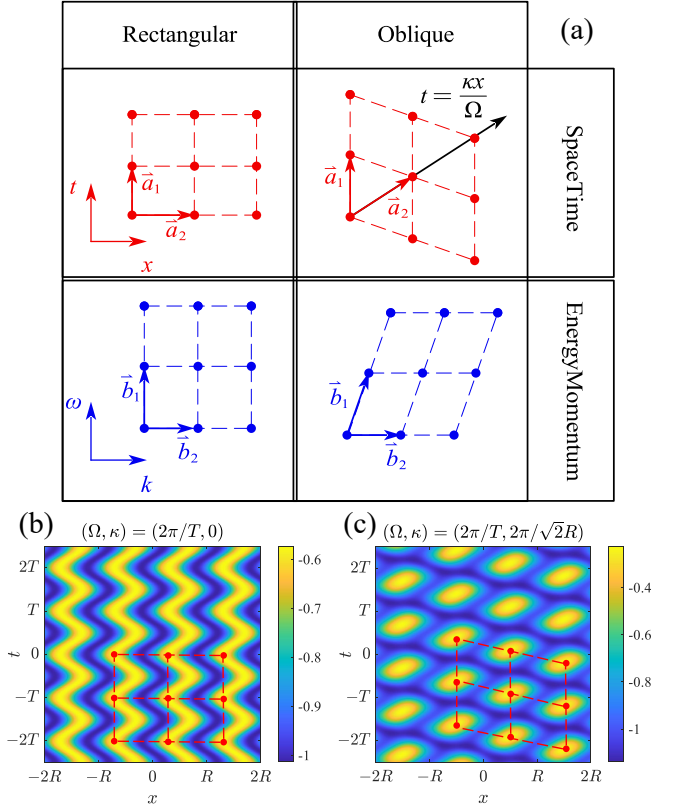 Rectangular
Oblique
(a)
t = κx/Ω
SpaceTime
t
a⃗₁
a⃗₂
x
a⃗₁
a⃗₂
EnergyMomentum
ω
b⃗₁
b⃗₂
k
b⃗₁
b⃗₂
(b)
(Ω, κ) = (2π/T, 0)
2T
T
0
−T
−2T
t
−2R
−R
0
R
2R
x
-0.6
-0.7
-0.8
-0.9
-1
(c)
(Ω, κ) = (2π/T, 2π/√2R)
2T
T
0
−T
−2T
t
−2R
−R
0
R
2R
x
-0.4
-0.6
-0.8
-1